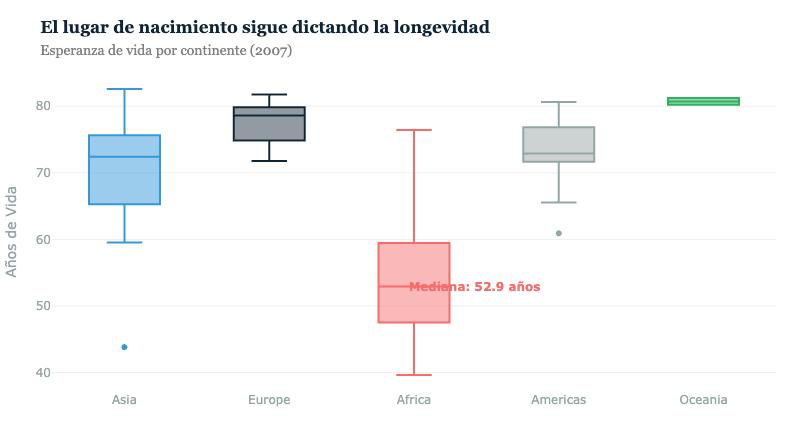 El lugar de nacimiento sigue dictando la longevidad
Esperanza de vida por continente (2007)
Años de Vida
80
70
60
50
40
Mediana: 52.9 años
Asia
Europe
Africa
Americas
Oceania